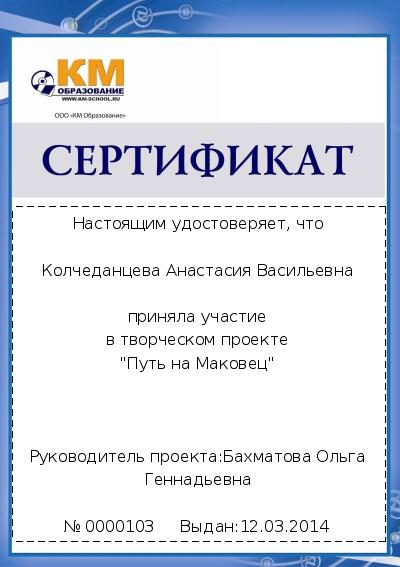 КМ
ОБРАЗОВАНИЕ
WWW.KM-SCHOOL.RU
ООО «КМ Образование»
СЕРТИФИКАТ
Настоящим удостоверяет, что
Колчеданцева Анастасия Васильевна
приняла участие
в творческом проекте
"Путь на Маковец"
Руководитель проекта:Бахматова Ольга
Геннадьевна
№ 0000103 Выдан:12.03.2014